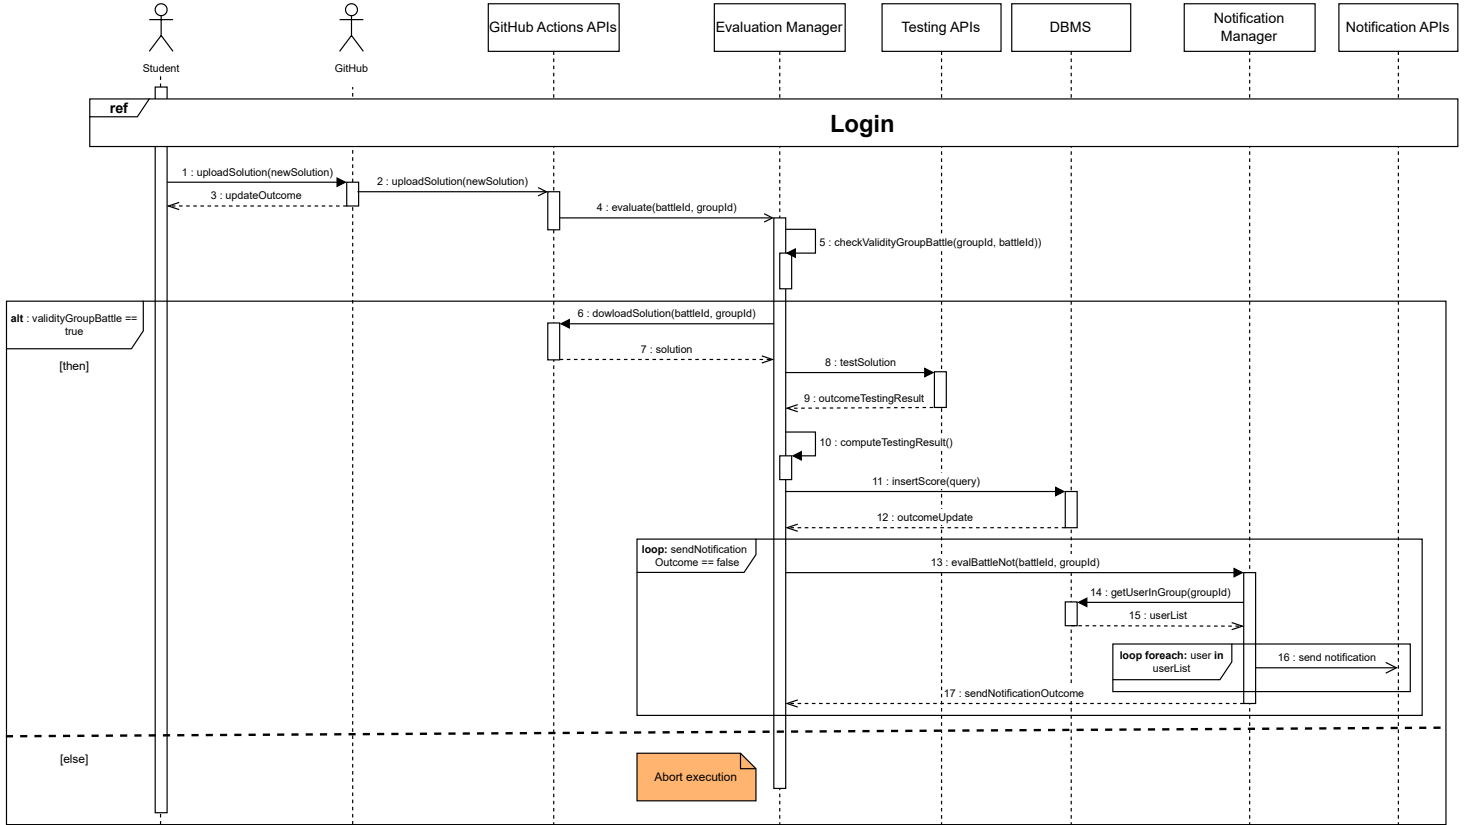 Student
GitHub
GitHub Actions APIs
Evaluation Manager
Testing APIs
DBMS
Notification
Manager
Notification APIs
ref
Login
1 : uploadSolution(newSolution)
2 : uploadSolution(newSolution)
3 : updateOutcome
4 : evaluate(battleId, groupId)
5 : checkValidityGroupBattle(groupId, battleId))
alt : validityGroupBattle ==
true
[then]
6 : dowloadSolution(battleId, groupId)
7 : solution
8 : testSolution
9 : outcomeTestingResult
10 : computeTestingResult()
11 : insertScore(query)
12 : outcomeUpdate
loop: sendNotification
Outcome == false
13 : evalBattleNot(battleId, groupId)
14 : getUserInGroup(groupId)
15 : userList
loop foreach: user in
userList
16 : send notification
17 : sendNotificationOutcome
[else]
Abort execution